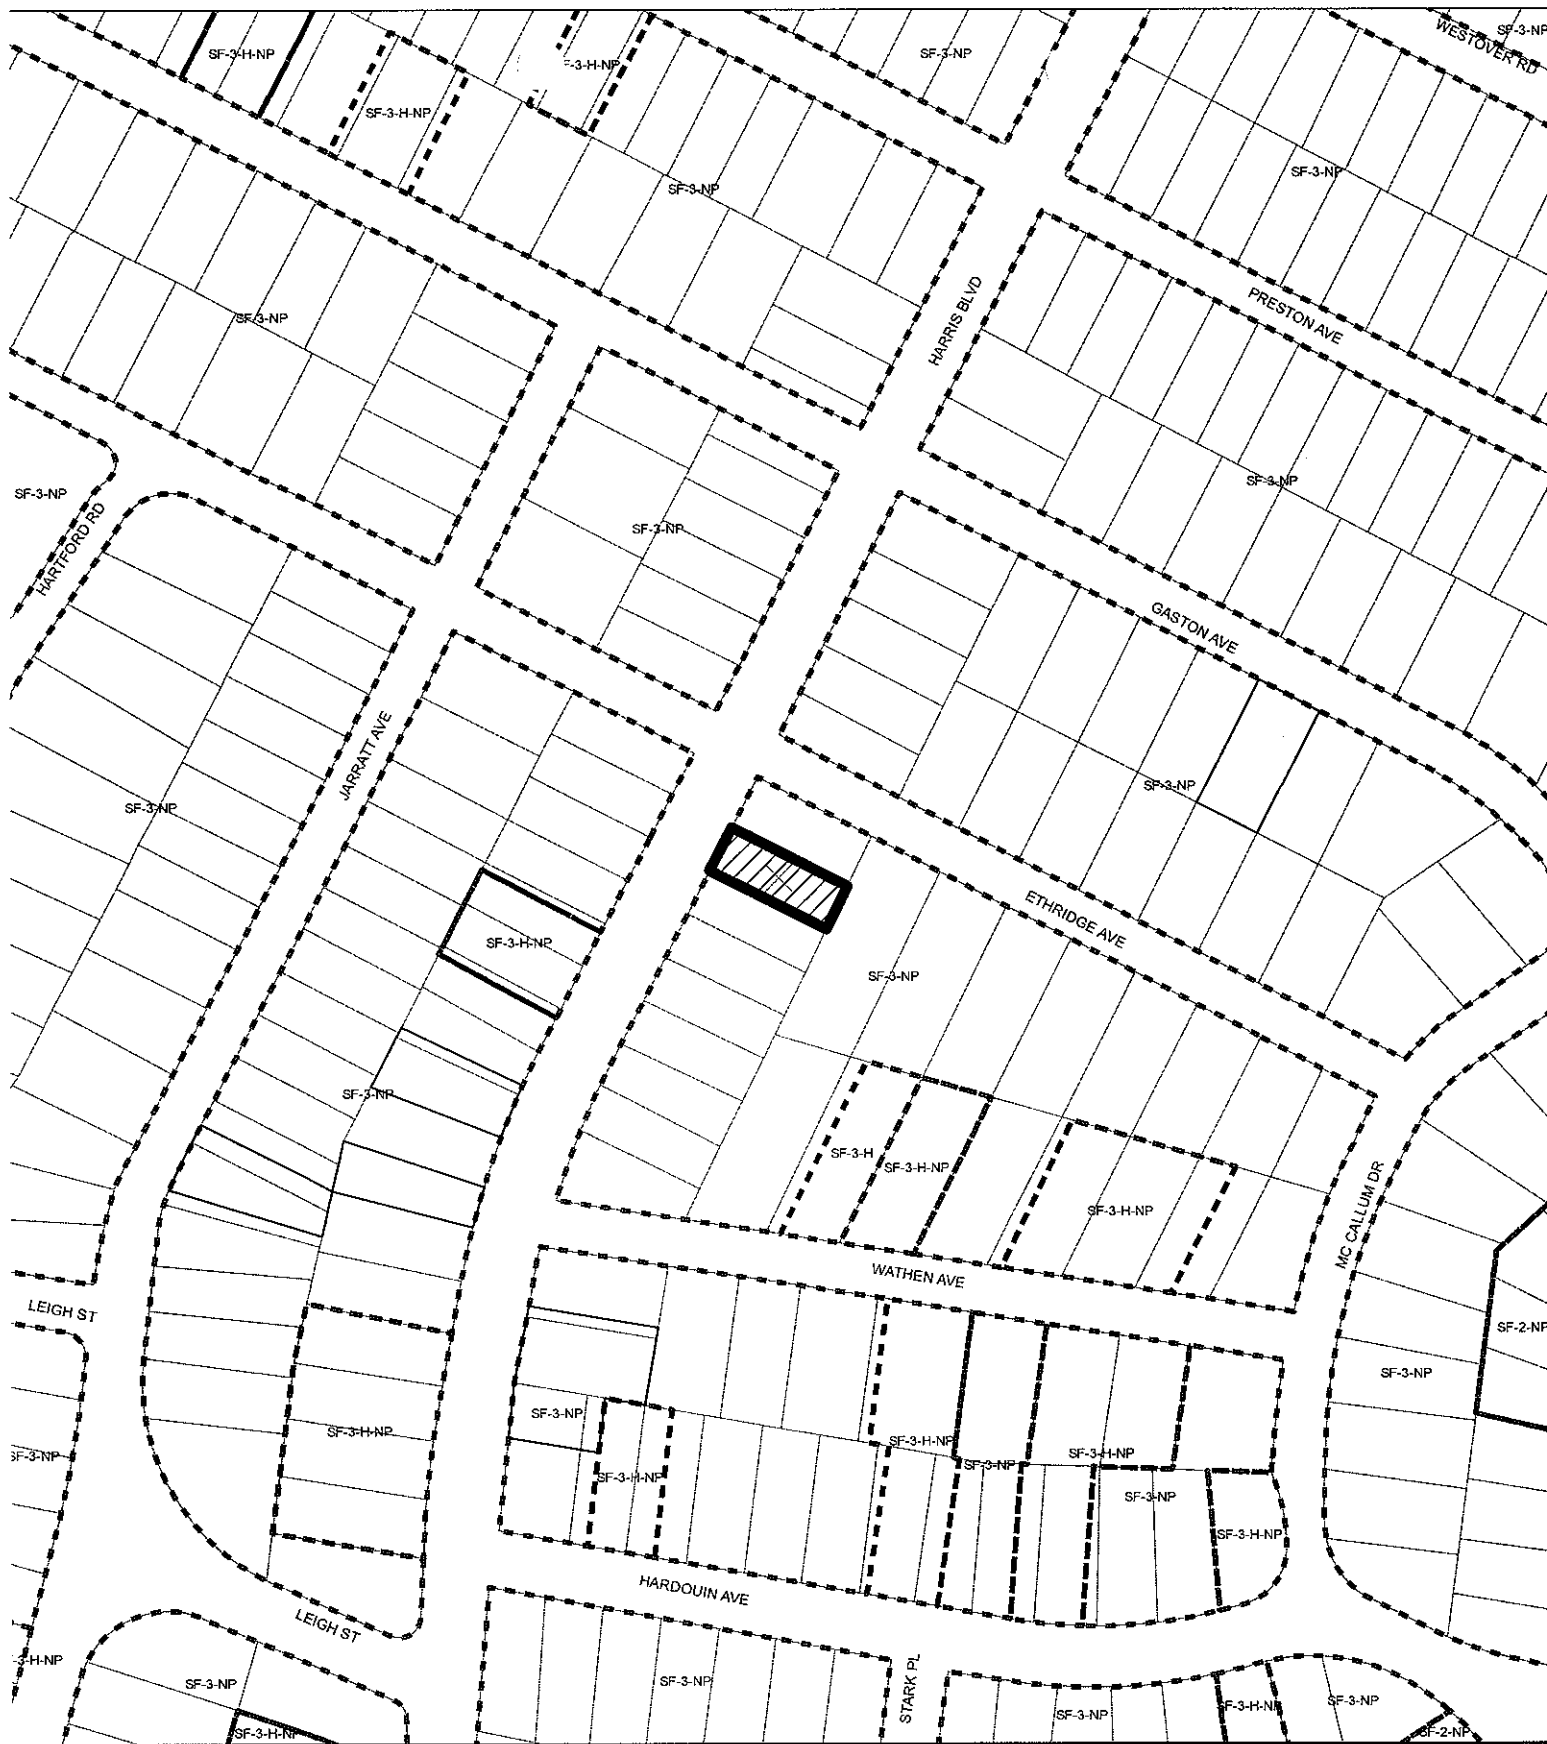 SF-3-H-NP
F-3-H-NP
SF-3-NP
WESTOVER RD
SF-3-NP
SF-3-H-NP
SF-3-NP
SF-3-NP
HARRIS BLVD
PRESTON AVE
SF-3-NP
SF-3-NP
SF-3-NP
SF-3-NP
HARTFORD RD
GASTON AVE
JARRATT AVE
SF-3-NP
SF-3-NP
ETHRIDGE AVE
SF-3-H-NP
SF-3-NP
SF-3-NP
SF-3-H
SF-3-H-NP
SF-3-H-NP
MC CALLUM DR
WATHEN AVE
LEIGH ST
SF-2-NP
SF-3-NP
SF-3-NP
SF-3-H-NP
SF-3-H-NP
SF-3-H-NP
SF-3-NP
SF-3-NP
SF-3-H-NP
SF-3-NP
SF-3-H-NP
HARDOUIN AVE
LEIGH ST
-3-H-NP
SF-3-NP
SF-3-NP
STARK PL
SF-3-H-NP
SF-3-NP
SF-3-NP
SF-3-H-NP
SF-3-NP
SF-2-NP